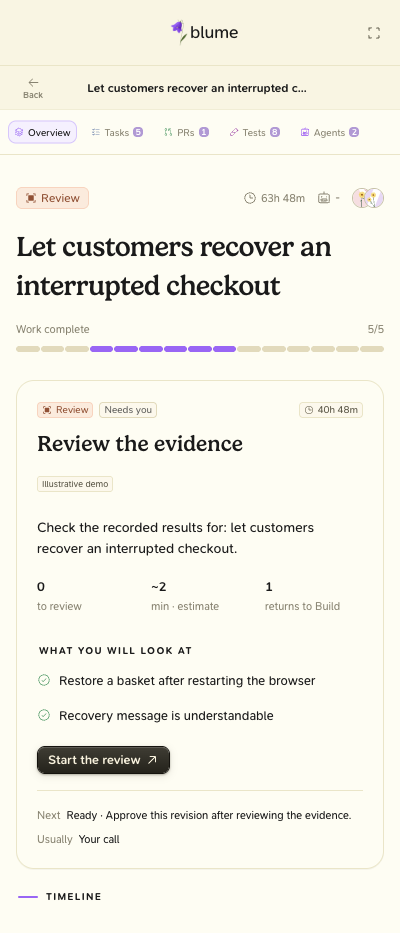 blume
Back
Let customers recover an interrupted c...
Overview
Tasks 5
PRs 1
Tests 8
Agents 2
Review
63h 48m
-
Let customers recover an
interrupted checkout
Work complete
5/5
Review
Needs you
40h 48m
Review the evidence
Illustrative demo
Check the recorded results for: let customers
recover an interrupted checkout.
0
to review
~2
min · estimate
1
returns to Build
WHAT YOU WILL LOOK AT
Restore a basket after restarting the browser
Recovery message is understandable
Start the review
Next Ready · Approve this revision after reviewing the evidence.
Usually Your call
TIMELINE